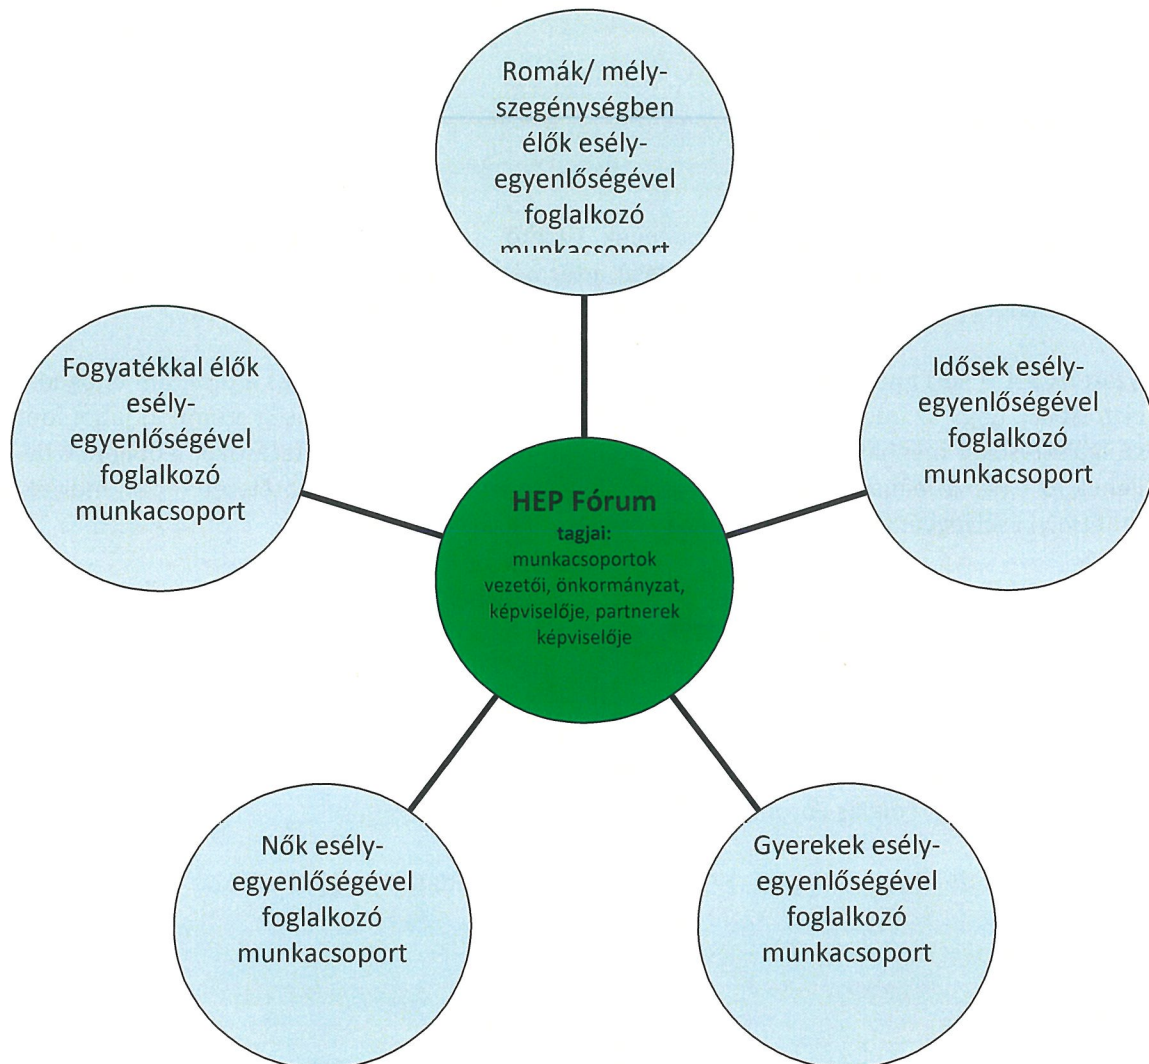 Romák/ mély-
szegénységben
élők esély-
egyenlőségével
foglalkozó
munkacsoport
Fogyatékkal élők
esély-
egyenlőségével
foglalkozó
munkacsoport
Idősek esély-
egyenlőségével
foglalkozó
munkacsoport
HEP Fórum
tagjai:
munkacsoportok
vezetői, önkormányzat,
képviselője, partnerek
képviselője
Nők esély-
egyenlőségével
foglalkozó
munkacsoport
Gyerekek esély-
egyenlőségével
foglalkozó
munkacsoport